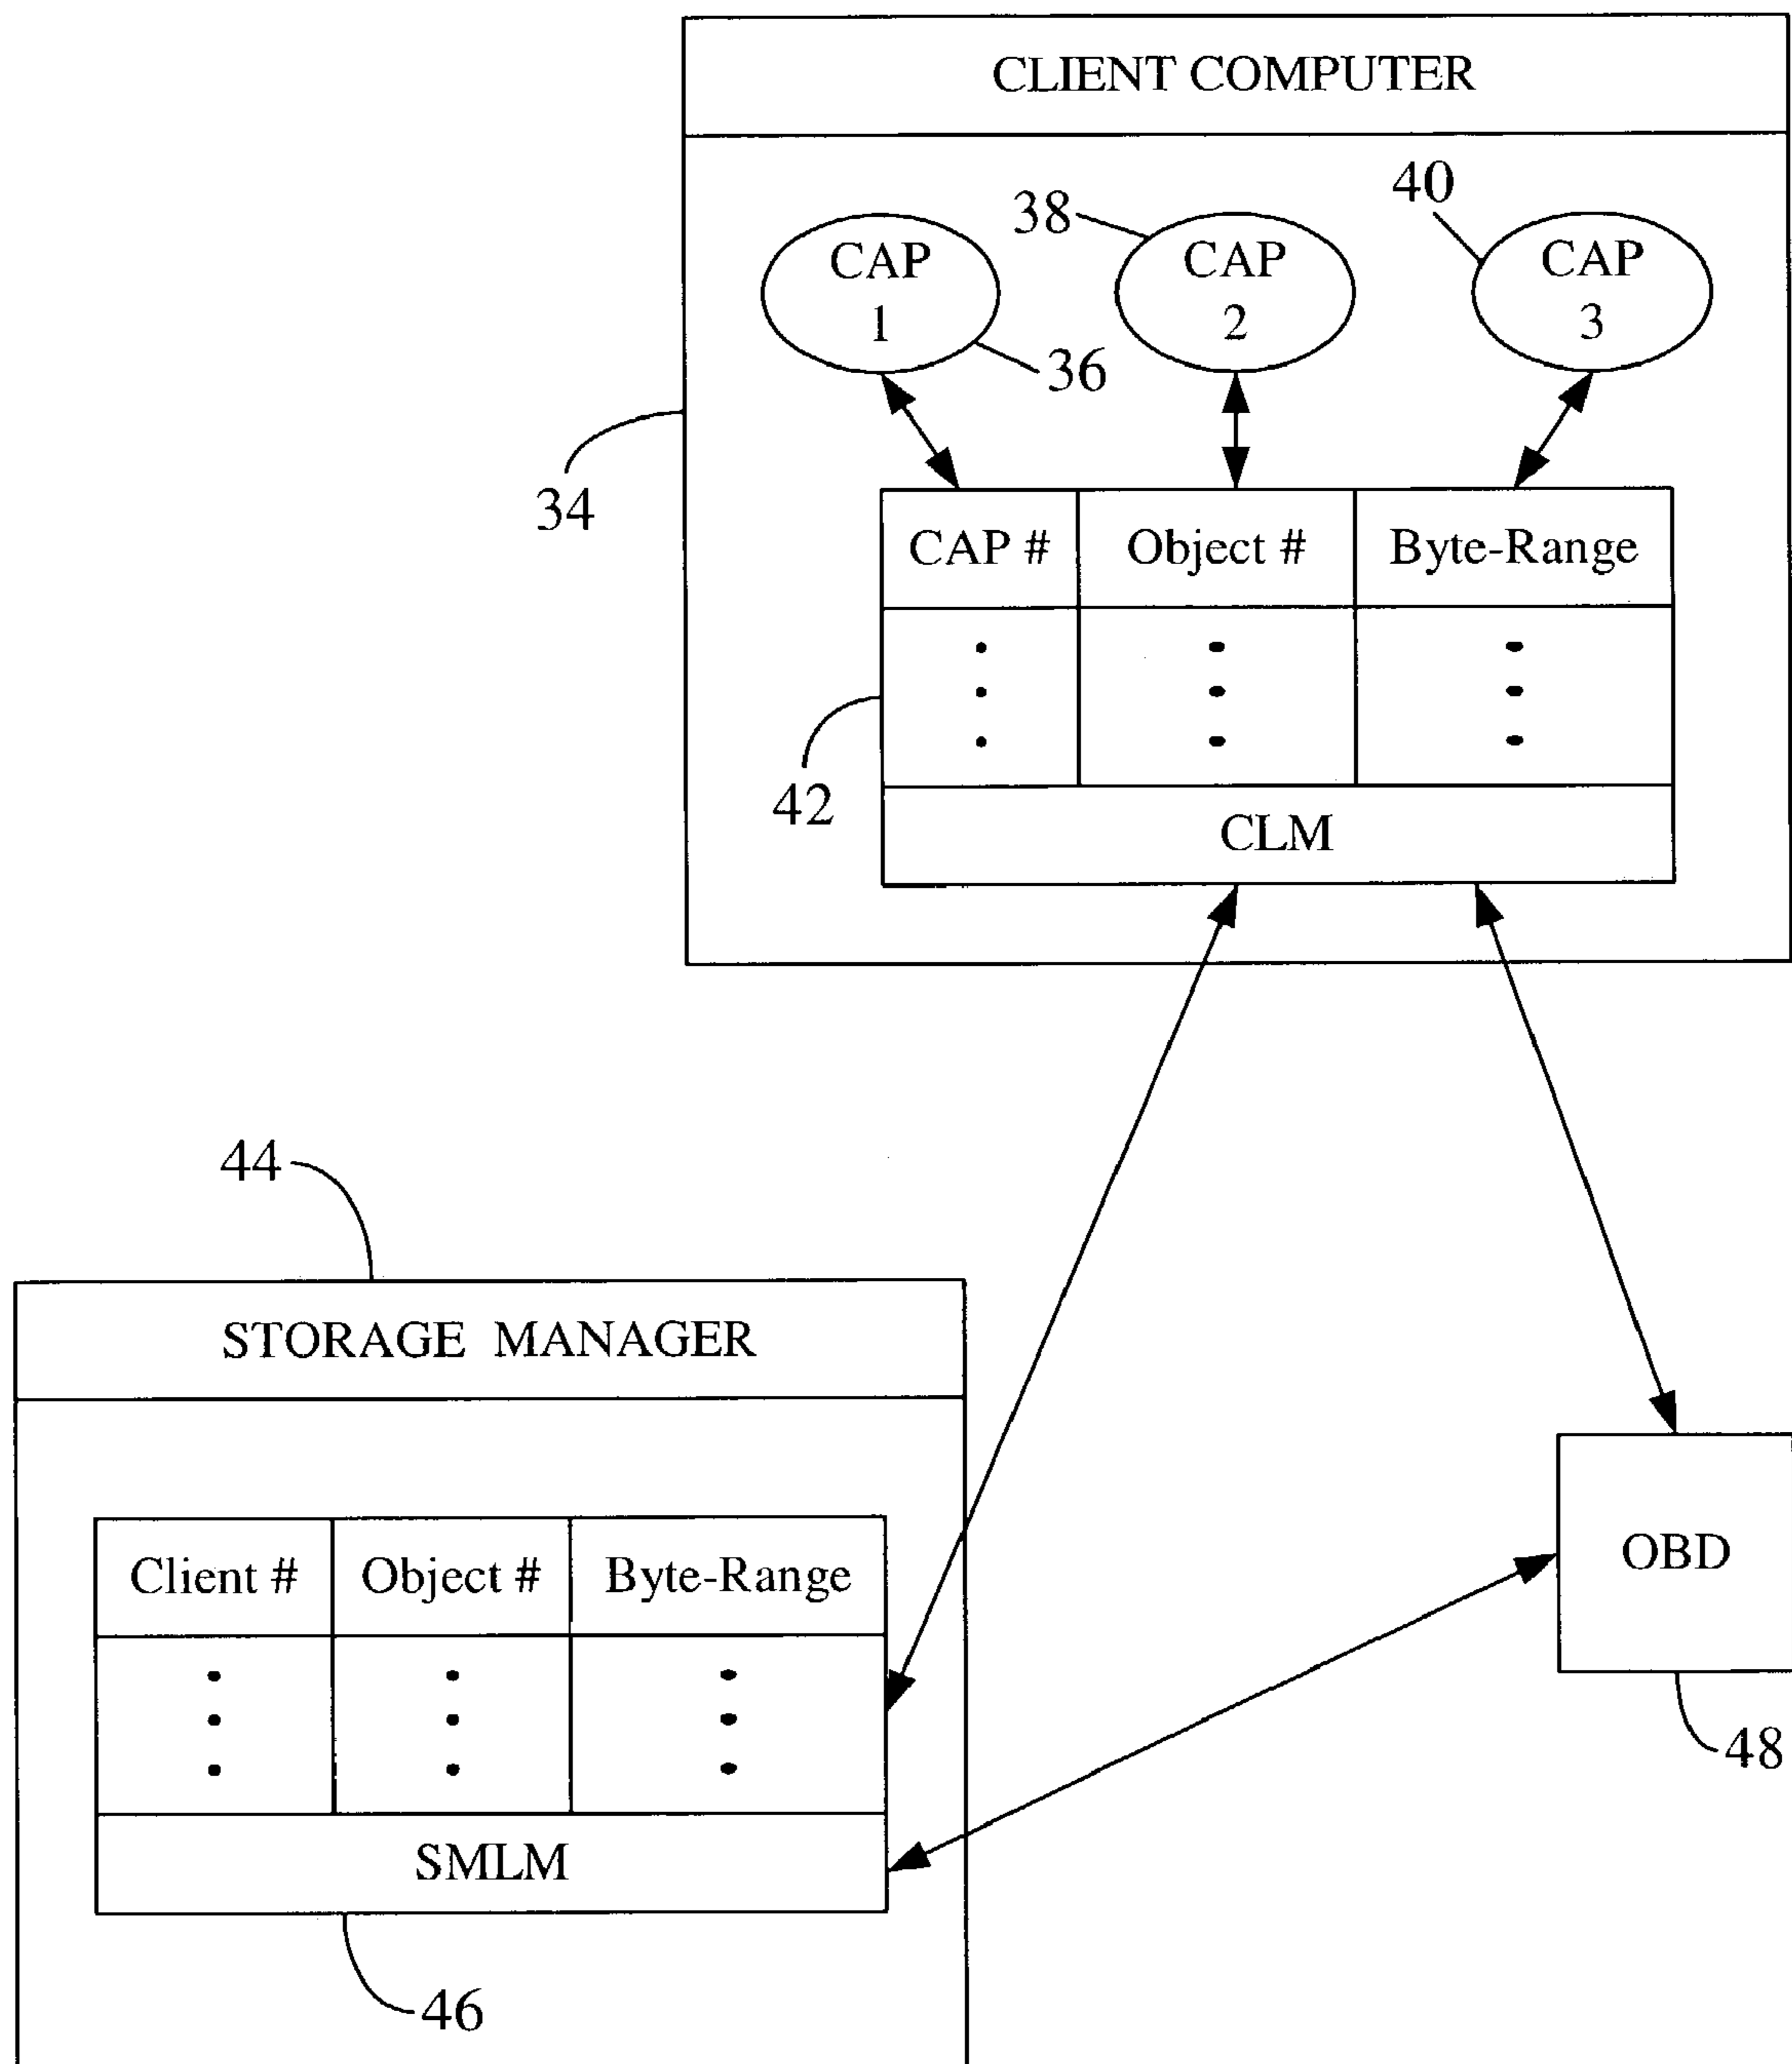 CLIENT COMPUTER
CAP
1
36
38
CAP
2
40
CAP
3
34
CAP # Object # Byte-Range
42
CLM
44
STORAGE MANAGER
Client # Object # Byte-Range
SMLM
46
OBD
48